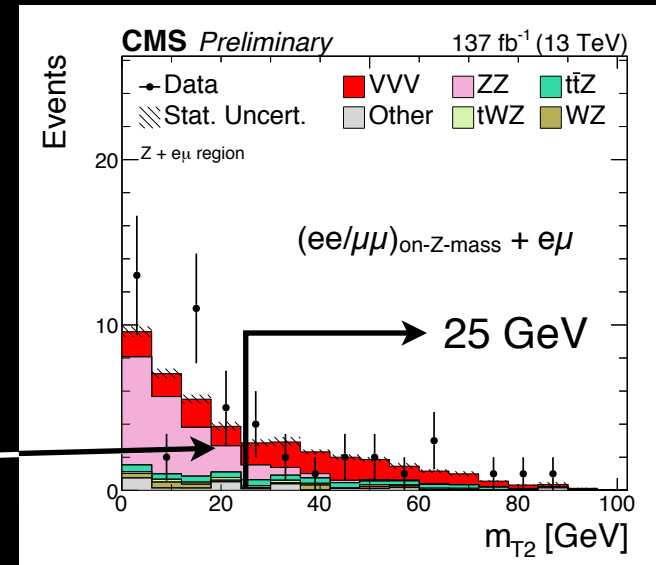 CMS Preliminary 137 fb⁻¹ (13 TeV)
Events
Data VVV ZZ tt̄Z
Stat. Uncert. Other tWZ WZ
Z + eμ region
(ee/μμ)on-Z-mass + eμ
25 GeV
20
10
0
0 20 40 60 80 100
mT2 [GeV]